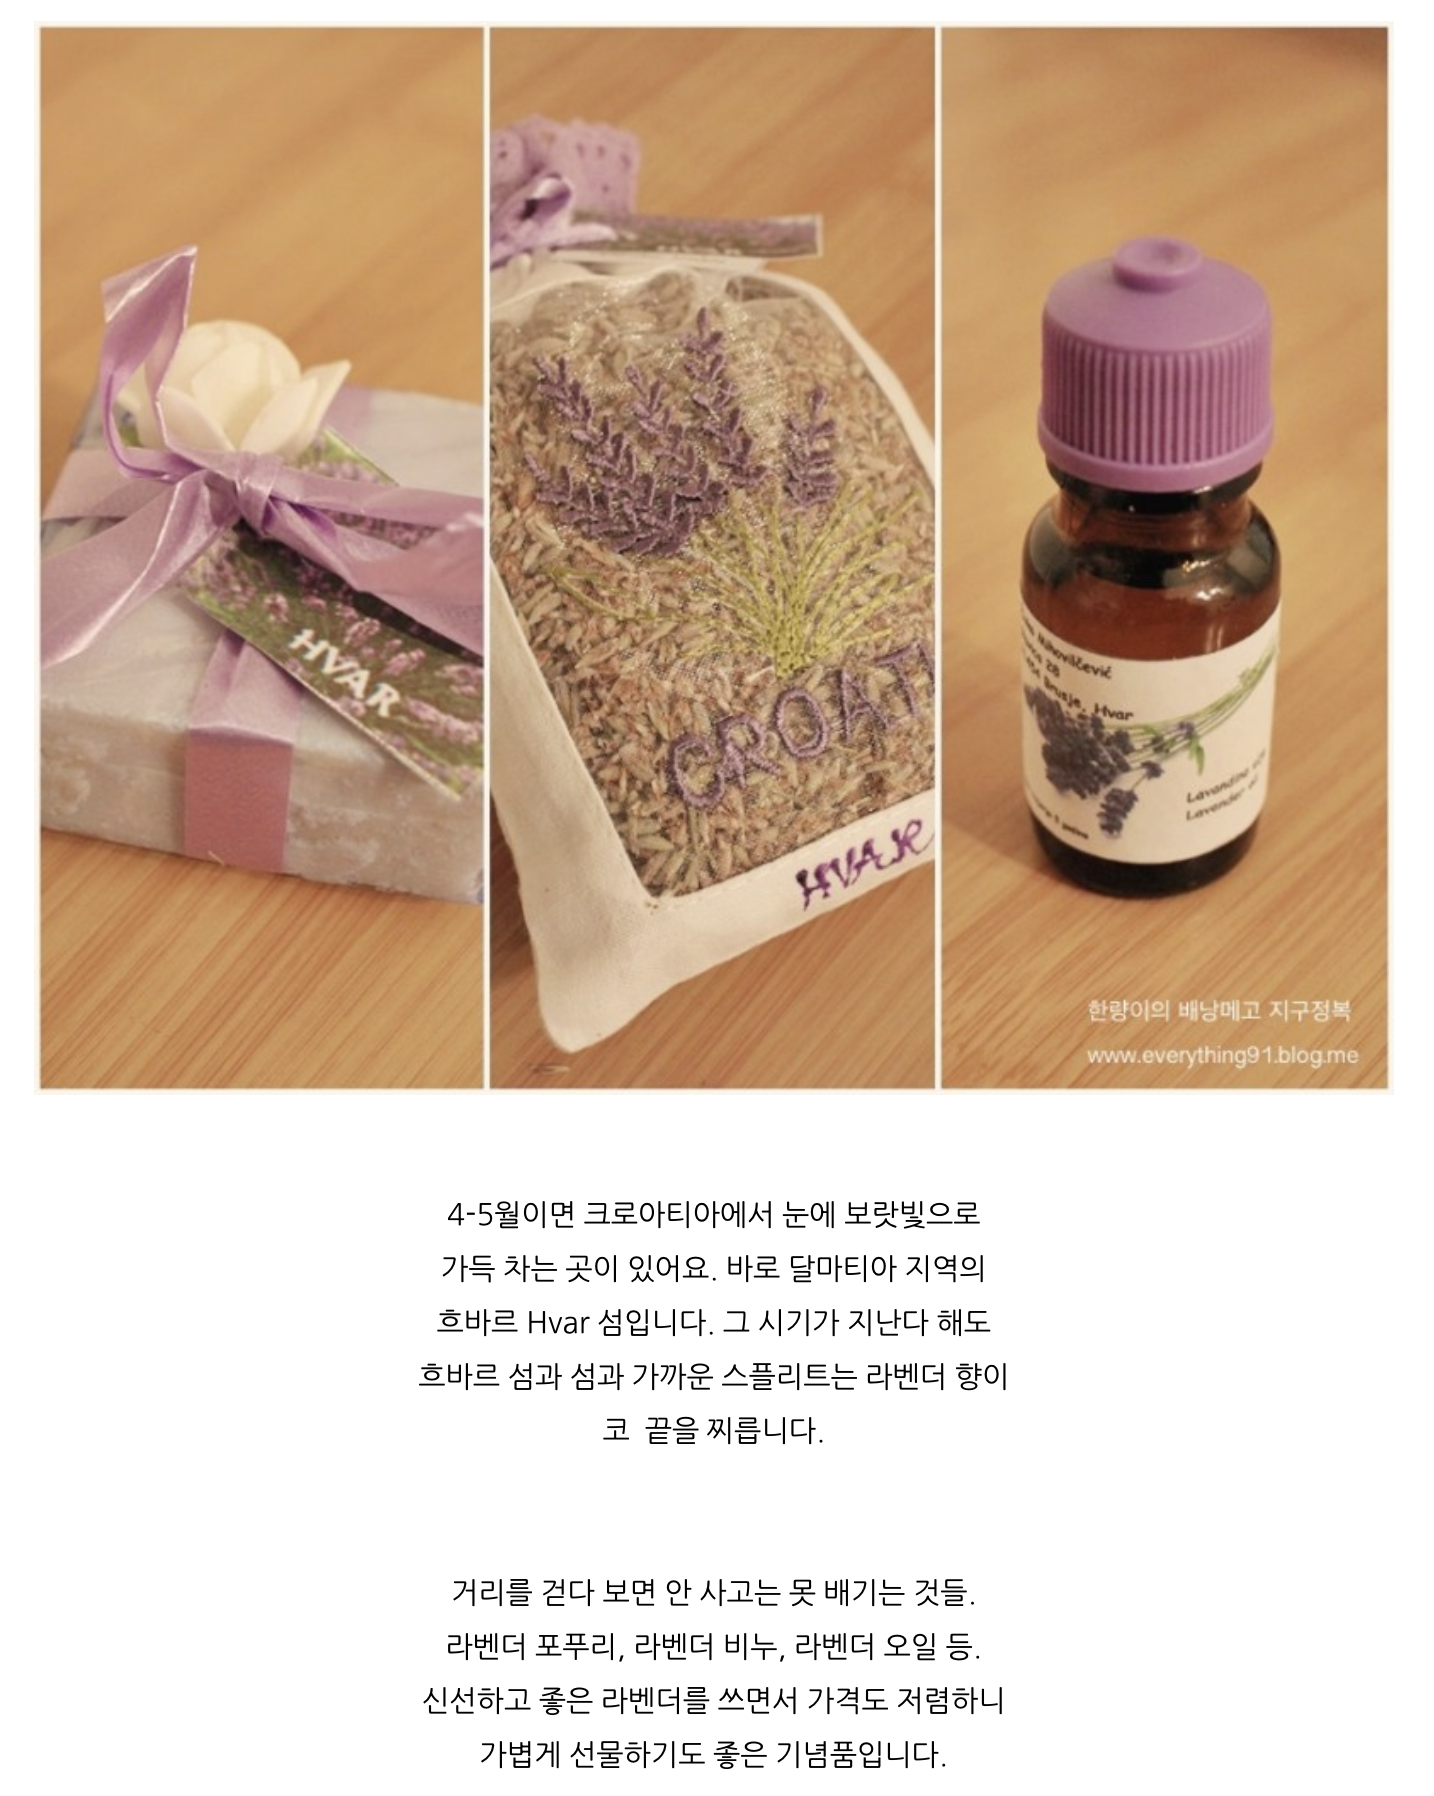 HVAR
CROATI
HVAR
Mihovilčević
28
Brusje, Hvar
Lavandino
Lavender
한량이의 배낭메고 지구정복
www.everything91.blog.me
4-5월이면 크로아티아에서 눈에 보랏빛으로
가득 차는 곳이 있어요. 바로 달마티아 지역의
흐바르 Hvar 섬입니다. 그 시기가 지난다 해도
흐바르 섬과 섬과 가까운 스플리트는 라벤더 향이
코 끝을 찌릅니다.
거리를 걷다 보면 안 사고는 못 배기는 것들.
라벤더 포푸리, 라벤더 비누, 라벤더 오일 등.
신선하고 좋은 라벤더를 쓰면서 가격도 저렴하니
가볍게 선물하기도 좋은 기념품입니다.